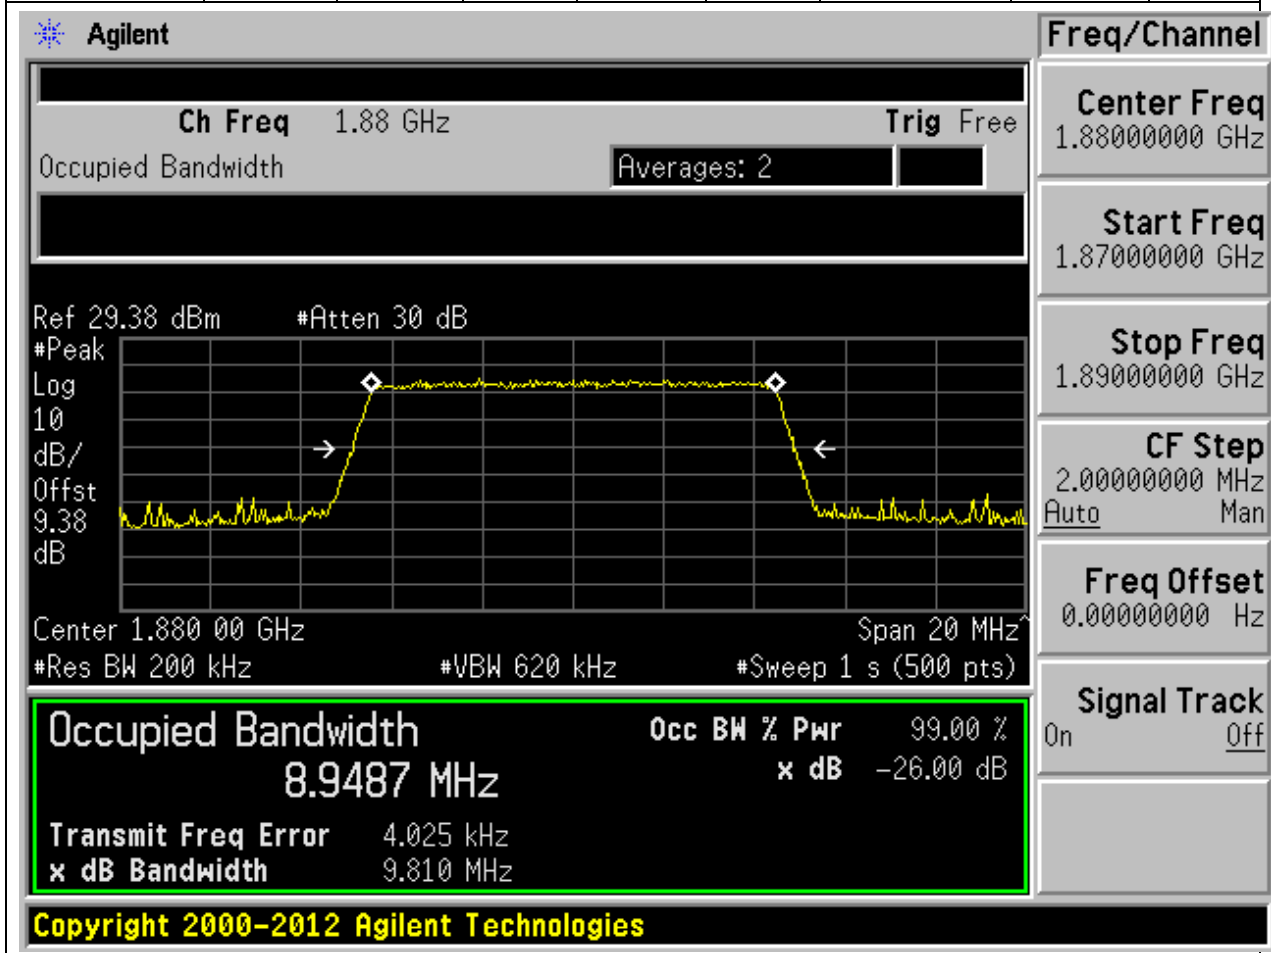 Agilent
Freq/Channel
Ch Freq 1.88 GHz Trig Free
Occupied Bandwidth Averages: 2
Center Freq
1.88000000 GHz
Start Freq
1.87000000 GHz
Stop Freq
1.89000000 GHz
CF Step
2.00000000 MHz
Auto Man
Freq Offset
0.00000000 Hz
Signal Track
On Off
Ref 29.38 dBm #Atten 30 dB
#Peak
Log
10
dB/
Offst
9.38
dB
Center 1.880 00 GHz Span 20 MHz^
#Res BW 200 kHz #VBW 620 kHz #Sweep 1 s (500 pts)
Occupied Bandwidth Occ BW % Pwr 99.00 %
8.9487 MHz x dB -26.00 dB
Transmit Freq Error 4.025 kHz
x dB Bandwidth 9.810 MHz
Copyright 2000-2012 Agilent Technologies